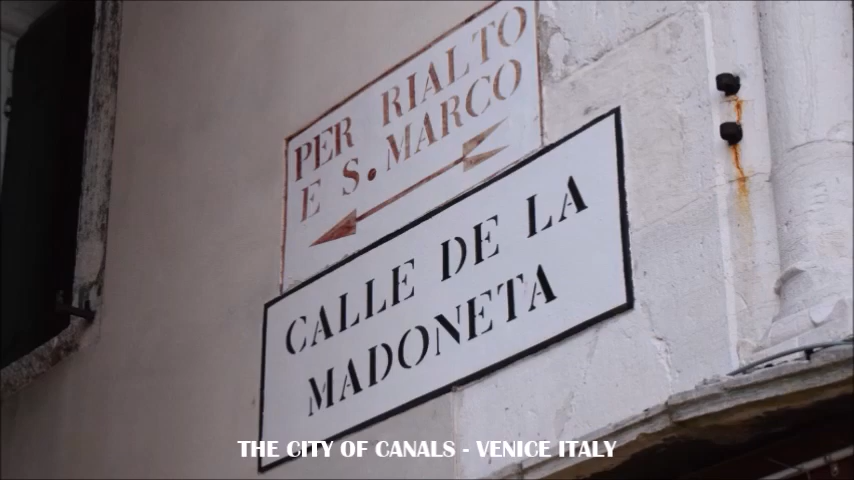 PER RIALTO
E S. MARCO
CALLE DE LA
MADONETA
THE CITY OF CANALS - VENICE ITALY